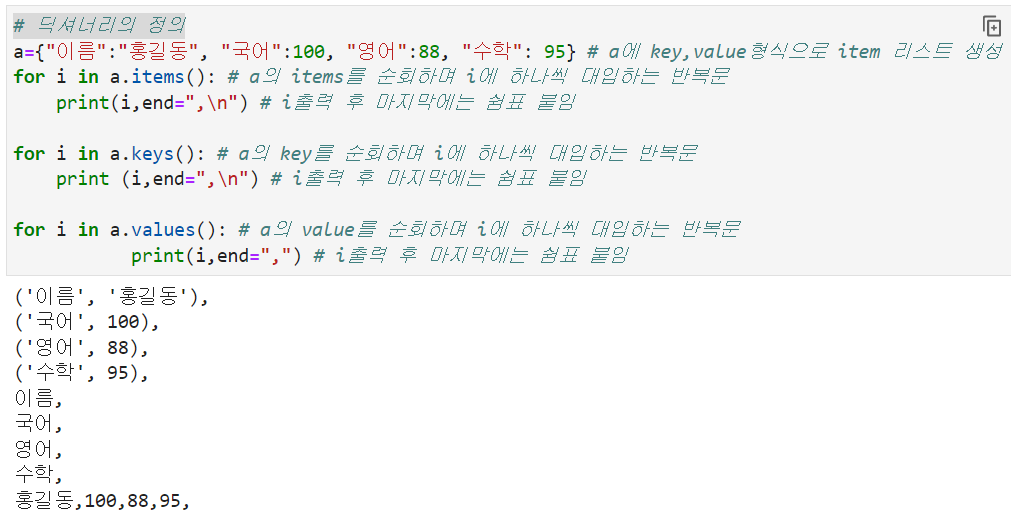 # 딕셔너리의 정의
a={"이름":"홍길동", "국어":100, "영어":88, "수학": 95} # a에 key,value형식으로 item 리스트 생성
for i in a.items(): # a의 items를 순회하며 i에 하나씩 대입하는 반복문
    print(i,end=",\n") # i출력 후 마지막에는 쉼표 붙임
for i in a.keys(): # a의 key를 순회하며 i에 하나씩 대입하는 반복문
    print (i,end=",\n") # i출력 후 마지막에는 쉼표 붙임
for i in a.values(): # a의 value를 순회하며 i에 하나씩 대입하는 반복문
           print(i,end=",") # i출력 후 마지막에는 쉼표 붙임
('이름', '홍길동'),
('국어', 100),
('영어', 88),
('수학', 95),
이름,
국어,
영어,
수학,
홍길동,100,88,95,